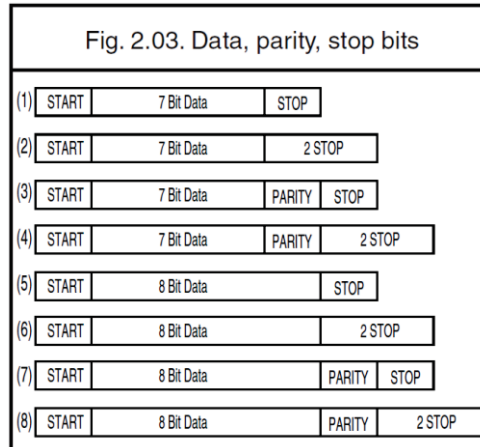 Fig. 2.03. Data, parity, stop bits
(1) START 7 Bit Data STOP
(2) START 7 Bit Data 2 STOP
(3) START 7 Bit Data PARITY STOP
(4) START 7 Bit Data PARITY 2 STOP
(5) START 8 Bit Data STOP
(6) START 8 Bit Data 2 STOP
(7) START 8 Bit Data PARITY STOP
(8) START 8 Bit Data PARITY 2 STOP